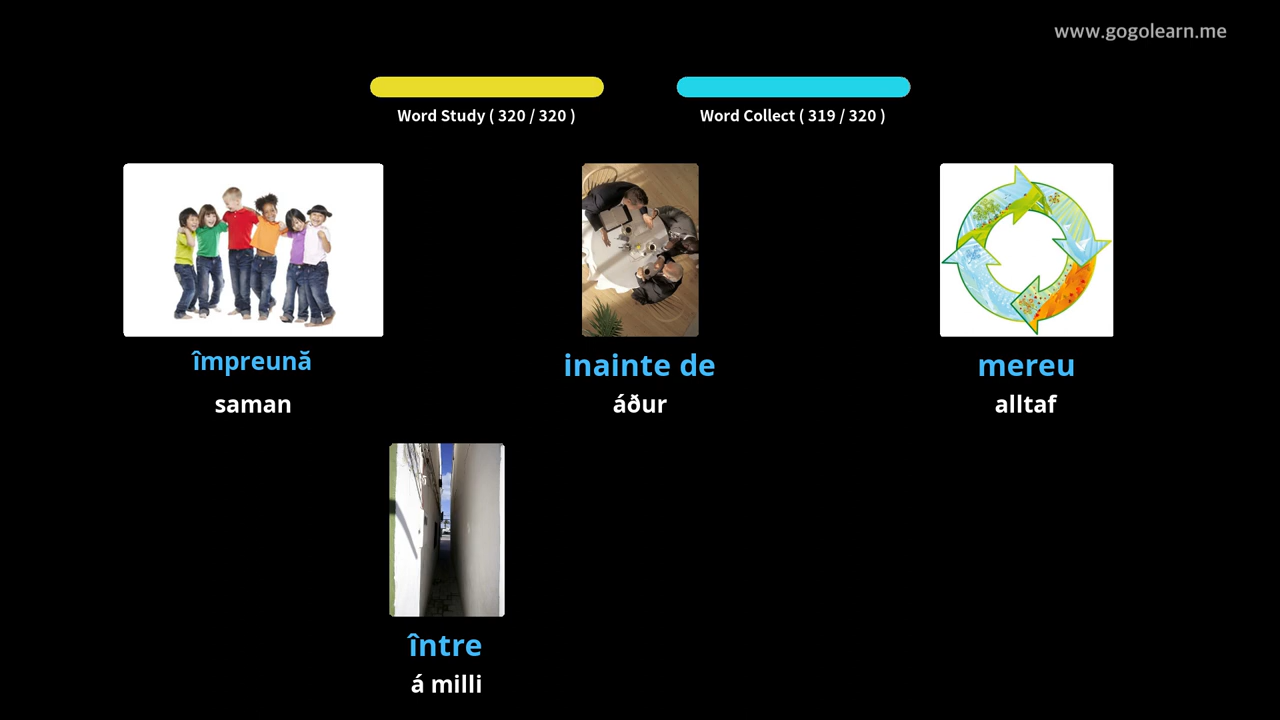 www.gogolearn.me
Word Study ( 320 / 320 )
Word Collect ( 319 / 320 )
împreună
saman
inainte de
áður
mereu
alltaf
între
á milli